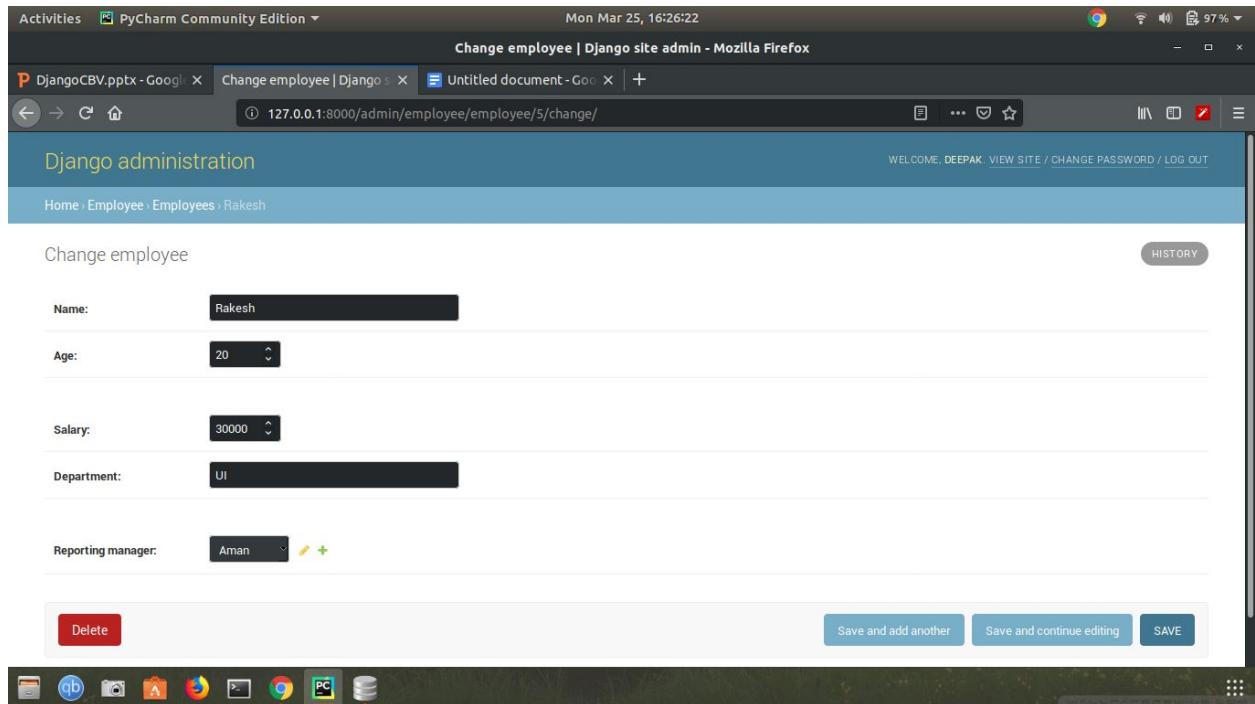 Activities PyCharm Community Edition Mon Mar 25, 16:26:22 97%
Change employee | Django site admin - Mozilla Firefox
DjangoCBV.pptx - Googl Change employee | Django s Untitled document - Goo
127.0.0.1:8000/admin/employee/employee/5/change/
Django administration WELCOME, DEEPAK. VIEW SITE / CHANGE PASSWORD / LOG OUT
Home › Employee › Employees › Rakesh
Change employee HISTORY
Name: Rakesh
Age: 20
Salary: 30000
Department: UI
Reporting manager: Aman
Delete Save and add another Save and continue editing SAVE
qb PC